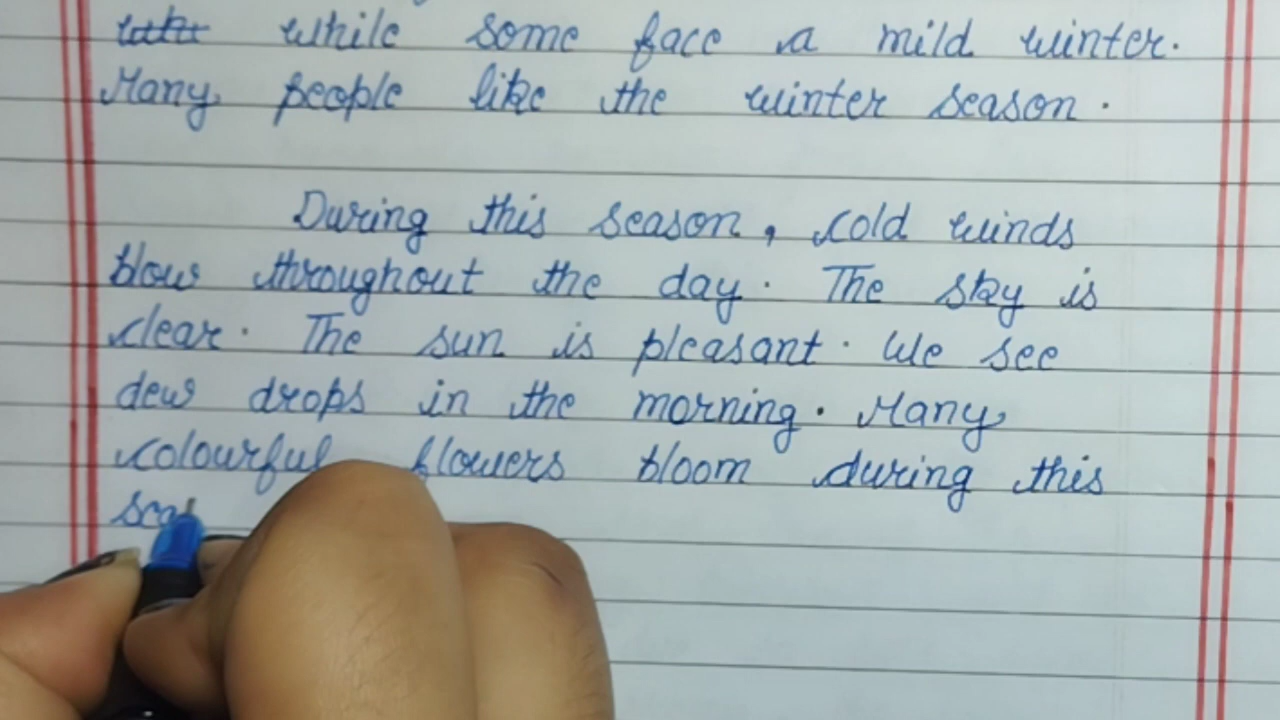 while some face a mild winter.
Many people like the winter season.
During this season, cold winds
blow throughout the day. The sky is
clear. The sun is pleasant. We see
dew drops in the morning. Many
colourful flowers bloom during this
sea